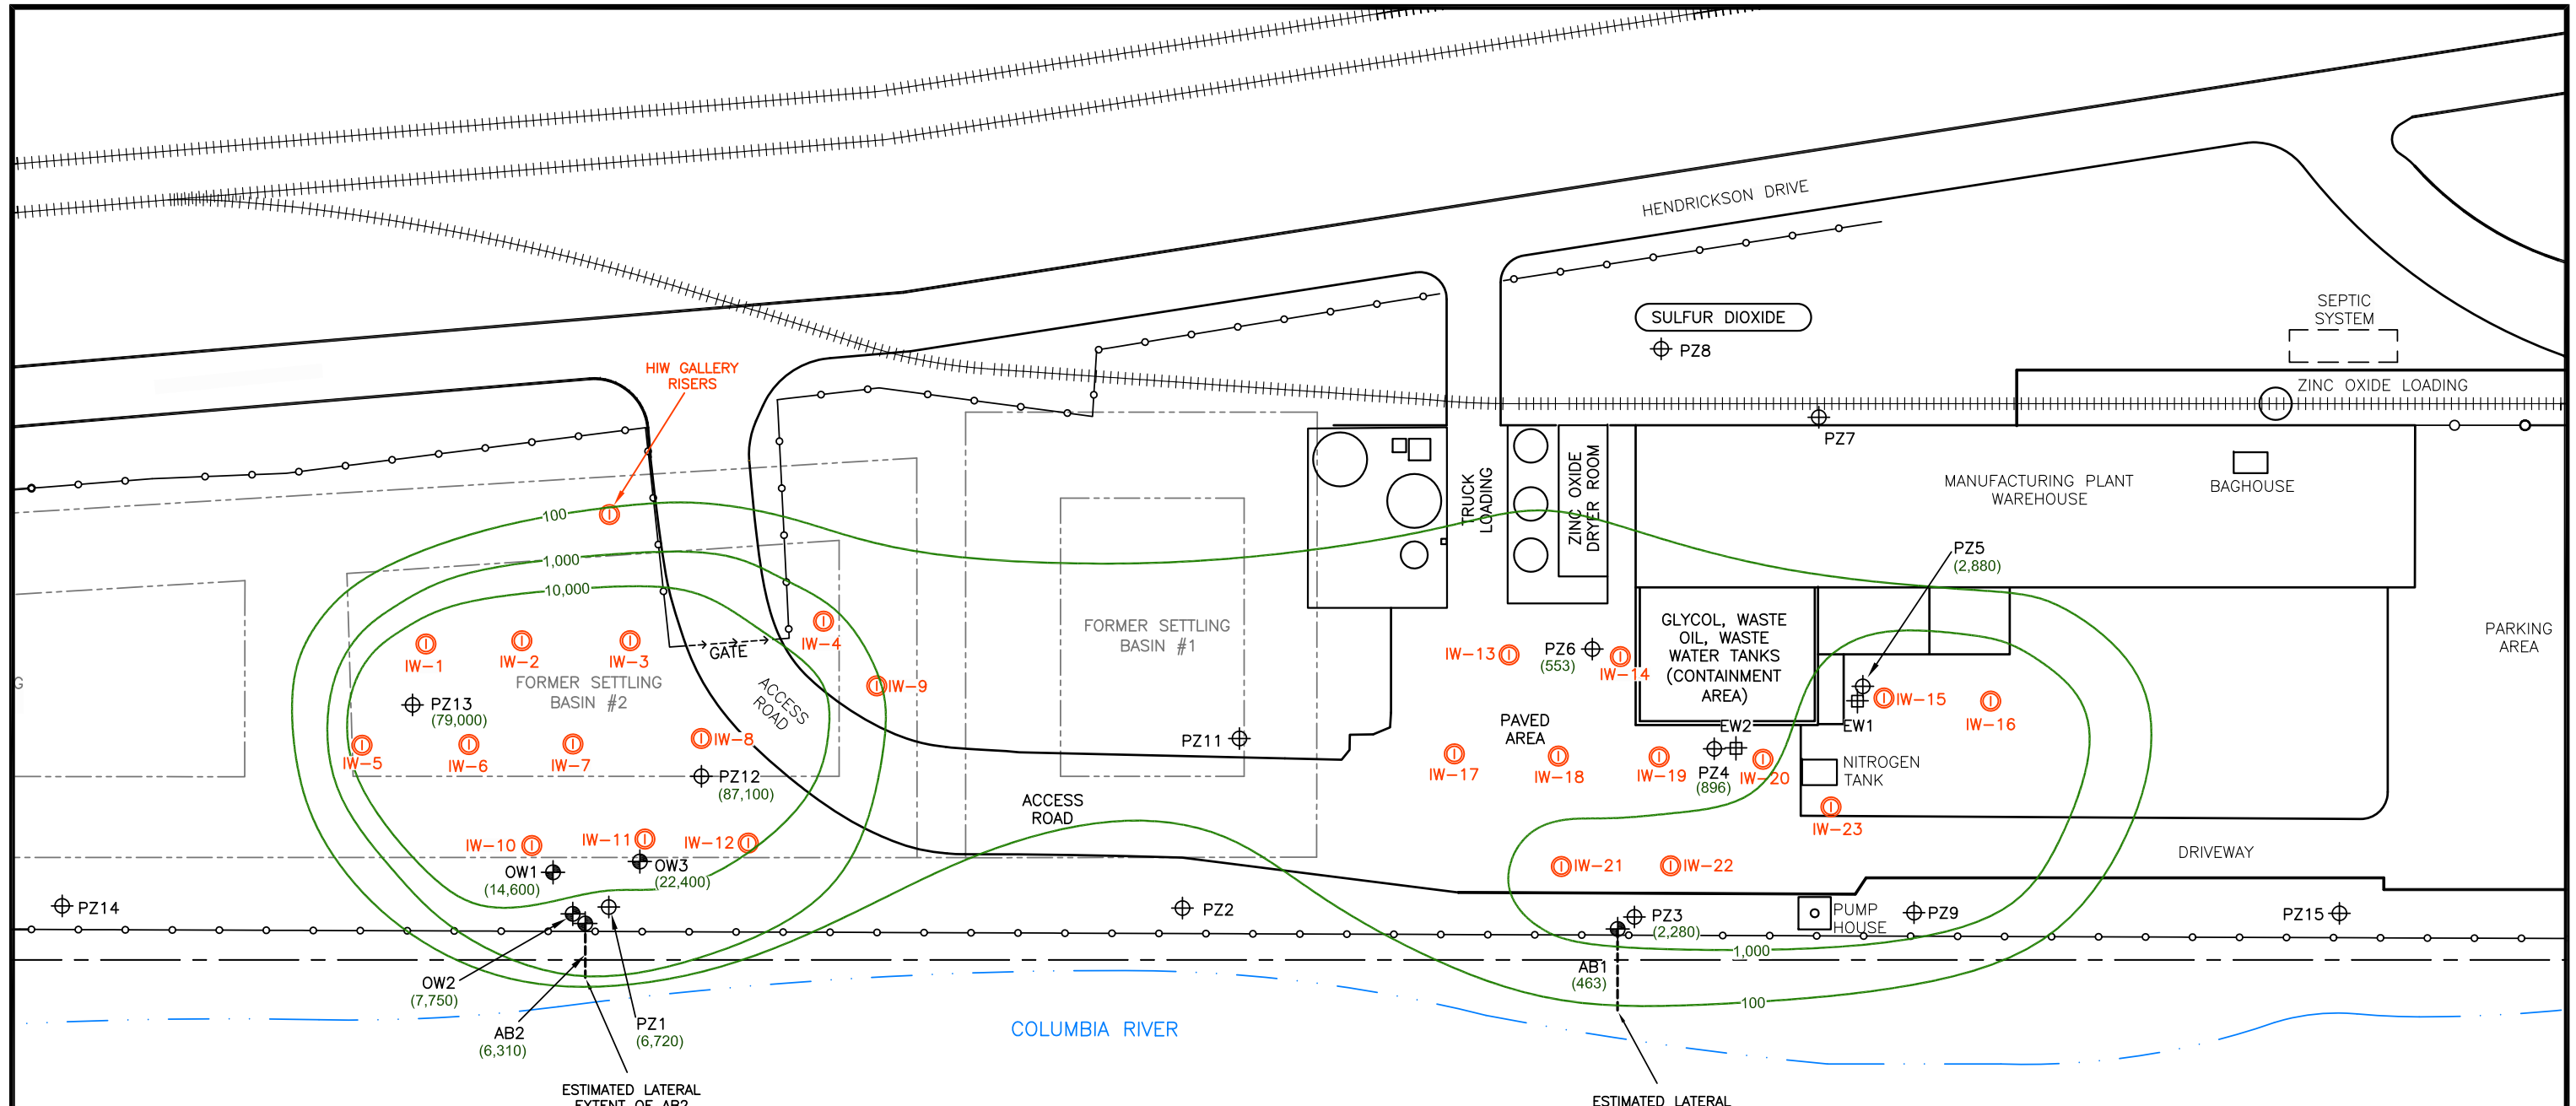 HENDRICKSON DRIVE
SULFUR DIOXIDE
PZ8
SEPTIC
SYSTEM
ZINC OXIDE LOADING
HIW GALLERY
RISERS
PZ7
TRUCK
LOADING
ZINC OXIDE
DRYER ROOM
MANUFACTURING PLANT
WAREHOUSE
BAGHOUSE
100
1,000
10,000
PZ5
(2,880)
GLYCOL, WASTE
OIL, WASTE
WATER TANKS
(CONTAINMENT
AREA)
FORMER SETTLING
BASIN #1
PARKING
AREA
IW-1
IW-2
IW-3
IW-4
GATE
IW-13
PZ6
(553)
IW-14
G
FORMER SETTLING
BASIN #2
ACCESS
ROAD
IW-9
IW-15
IW-16
PZ13
(79,000)
PAVED
AREA
EW2
EW1
IW-5
IW-6
IW-7
IW-8
PZ11
IW-17
IW-18
IW-19
PZ4
(896)
IW-20
NITROGEN
TANK
PZ12
(87,100)
ACCESS
ROAD
IW-23
IW-10
IW-11
IW-12
DRIVEWAY
OW1
(14,600)
OW3
(22,400)
IW-21
IW-22
PZ14
PZ2
PZ3
(2,280)
PUMP
HOUSE
PZ9
PZ15
1,000
OW2
(7,750)
AB1
(463)
100
AB2
(6,310)
PZ1
(6,720)
COLUMBIA RIVER
ESTIMATED LATERAL
EXTENT OF AB2
ESTIMATED LATERAL